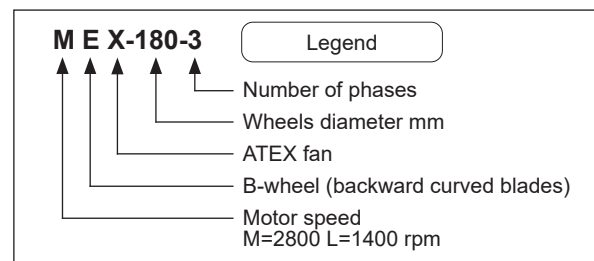 M E X-180-3
Legend
Number of phases
Wheels diameter mm
ATEX fan
B-wheel (backward curved blades)
Motor speed
M=2800 L=1400 rpm